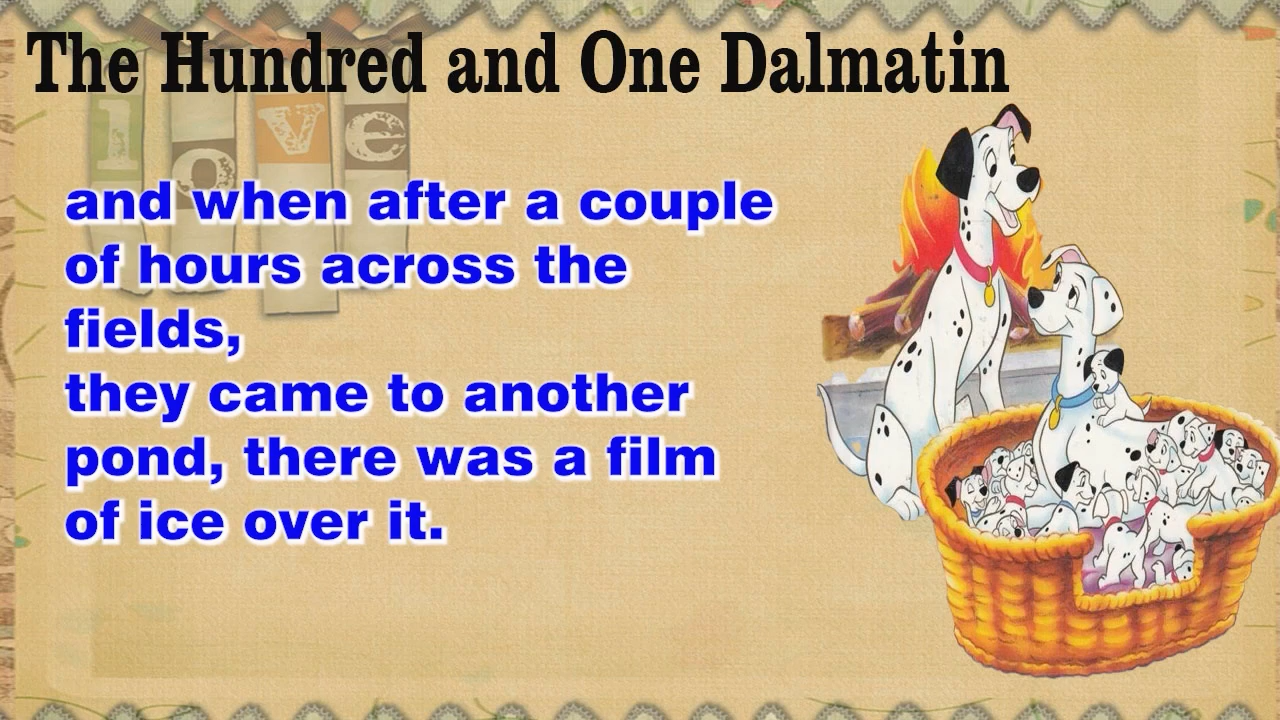 The Hundred and One Dalmatin
love
and when after a couple
of hours across the
fields,
they came to another
pond, there was a film
of ice over it.